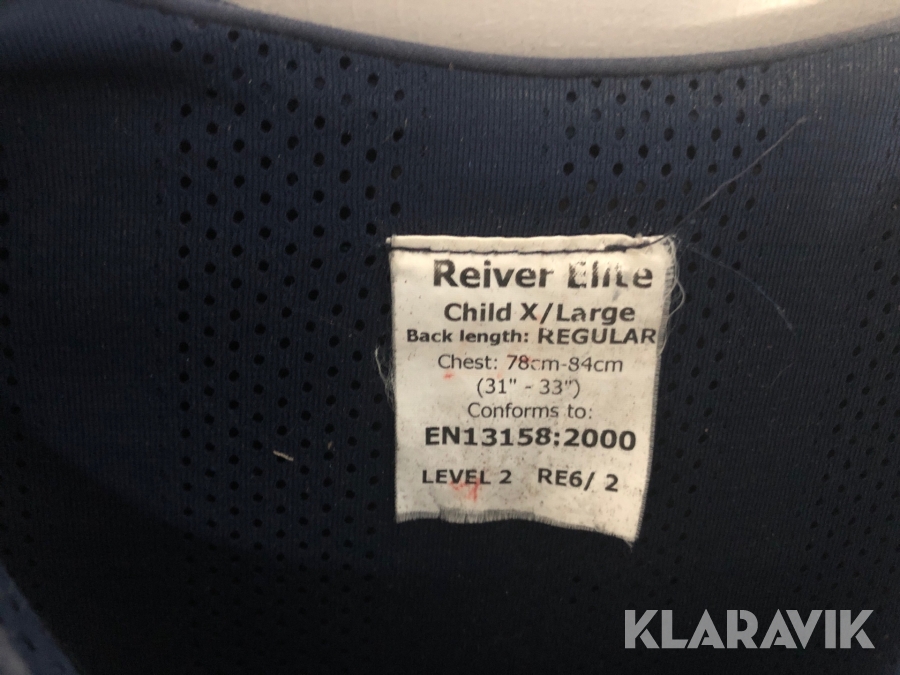 Reiver Elite
Child X/Large
Back length: REGULAR
Chest: 78cm-84cm
(31" - 33")
Conforms to:
EN13158:2000
LEVEL 2 RE6/ 2
KLARAVIK